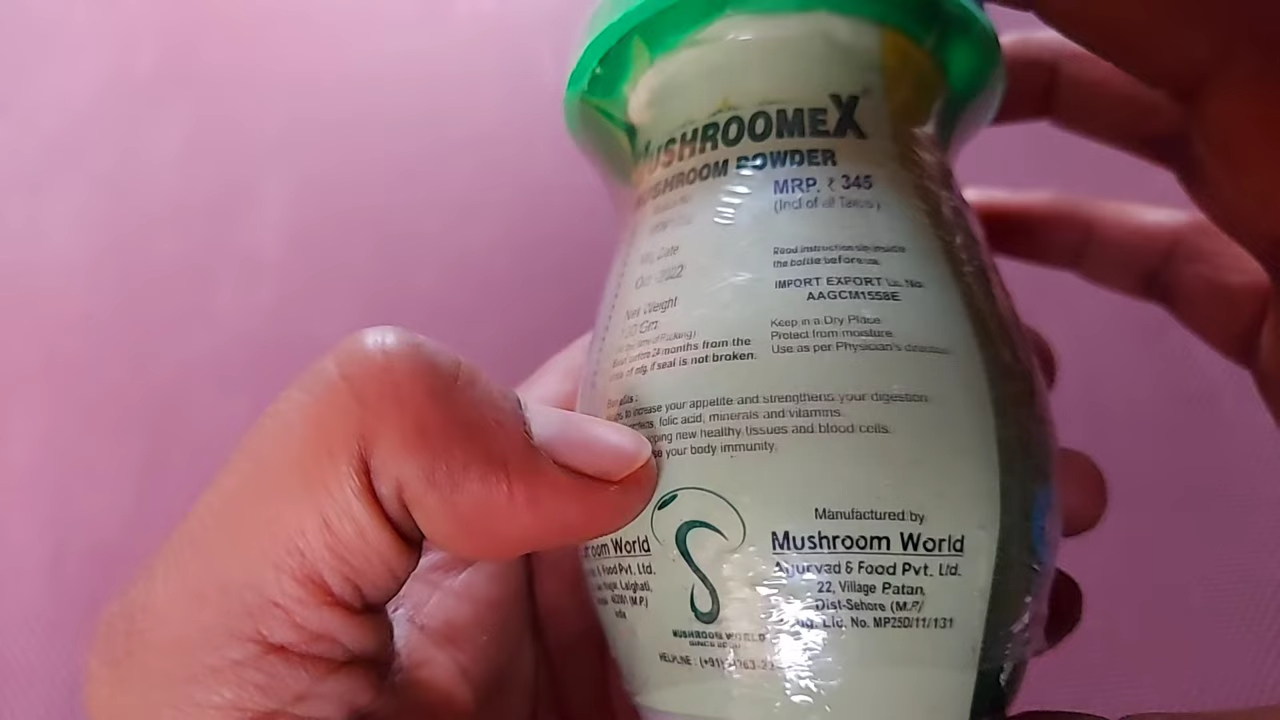 MUSHROOMEX
MUSHROOM POWDER
MRP. ₹ 345
(Incl of all Taxes)
Read instruction slip inside
the bottle before use.
IMPORT EXPORT Lic. No.
AAGCM1558E
Keep in a Dry Place
Protect from moisture
Use as per Physician's direction
Mfg. Date
Oct -2022
Net Weight
Gm.
before 24 months from the
of mfg. if seal is not broken.
to increase your appetite and strengthens your digestion
folic acid, minerals and vitamins.
new healthy tissues and blood cells.
your body immunity.
World
& Food Pvt. Ltd.
Lalghati,
(M.P.)
MUSHROOM WORLD
HELPLINE : (+91)
Manufactured by
Mushroom World
Ayurvad & Food Pvt. Ltd.
22, Village Patan,
Dist-Sehore (M.P.)
Lic. No. MP25D/11/131